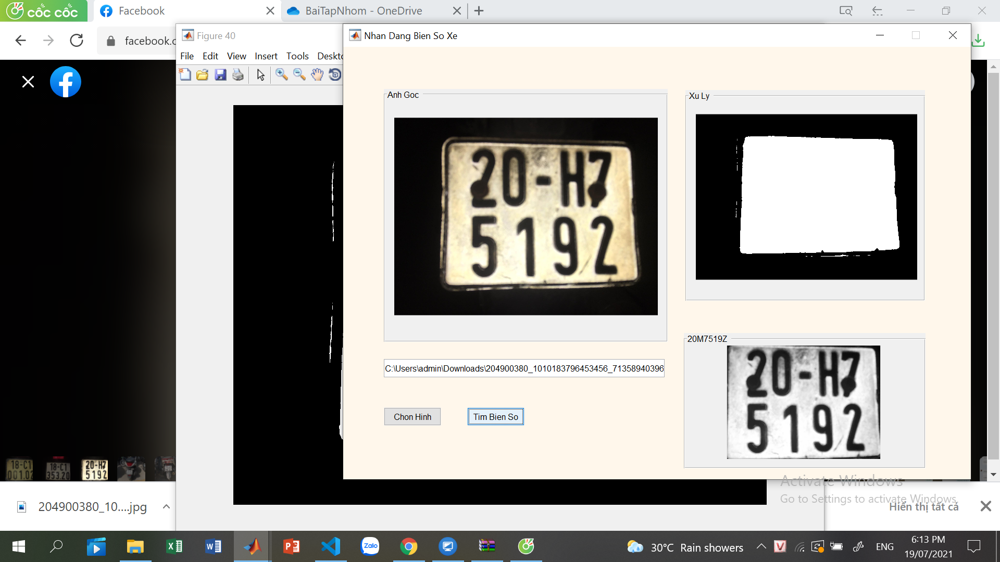 cốc cốc
Facebook
BaiTapNhom - OneDrive
facebook.c
Figure 40
File Edit View Insert Tools Deskto
Nhan Dang Bien So Xe
Anh Goc
20-H7
5192
Xu Ly
C:\Users\admin\Downloads\204900380_1010183796453456_71358940396
Chon Hinh
Tim Bien So
20M7519Z
20-H7
5192
18-C1
001.02
18-C1
353.20
20-H7
5192
Activate Windows
Go to Settings to activate Windows.
204900380_10....jpg
Hiển thị tất cả
Zalo
30°C Rain showers
ENG
6:13 PM
19/07/2021